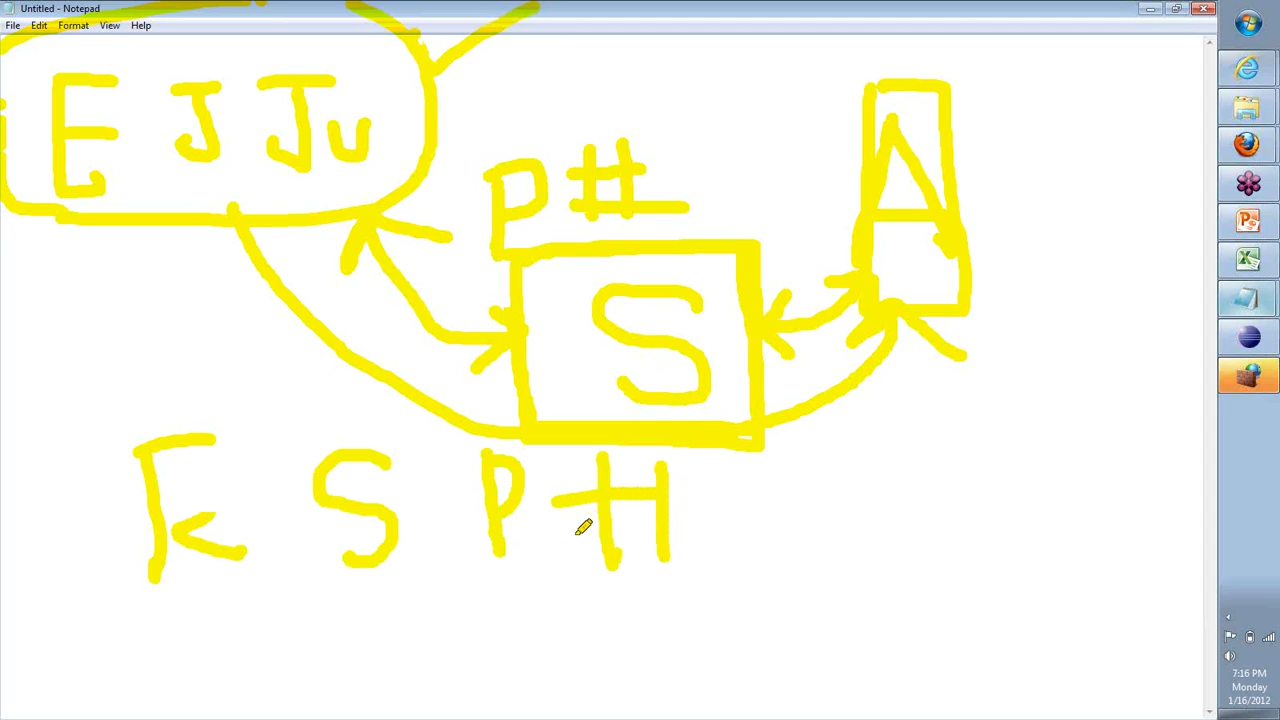 Untitled - Notepad
File Edit Format View Help
E J Ju
P#
A
S
S P H
7:16 PM
Monday
1/16/2012